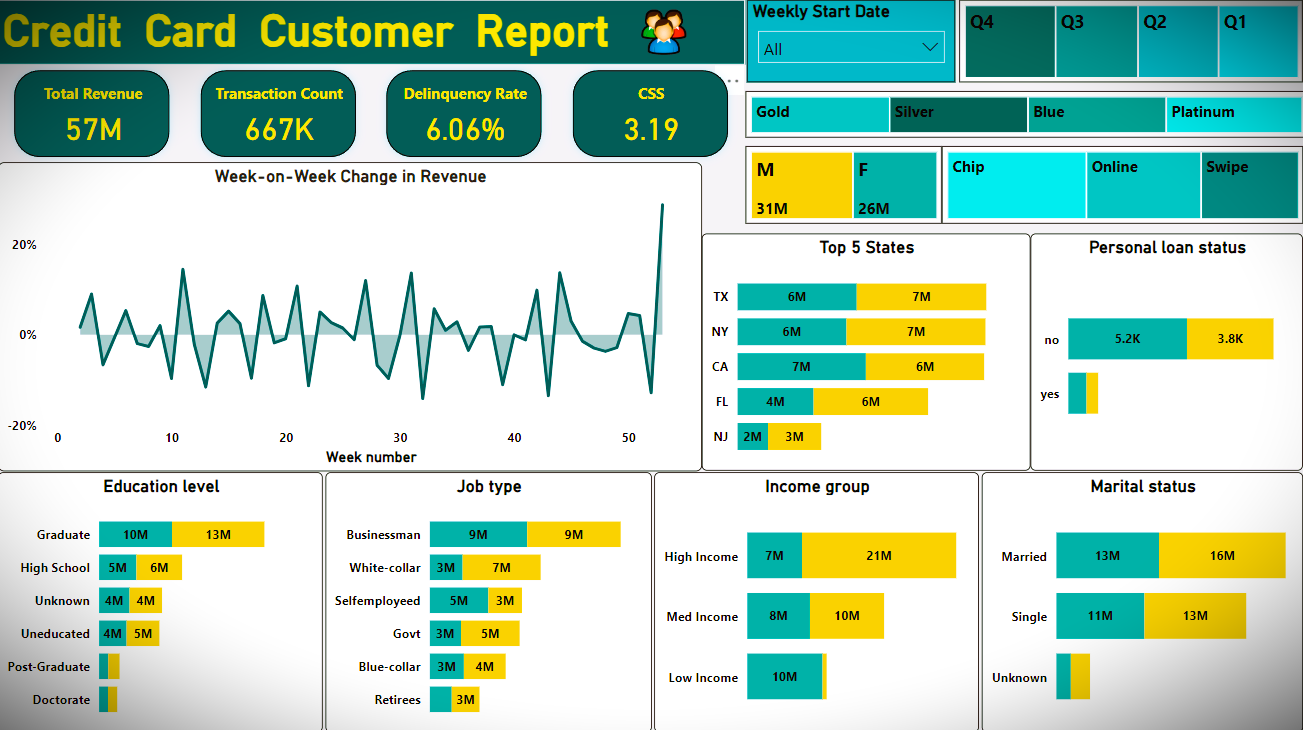 Credit Card Customer Report
Weekly Start Date
All
Q4 Q3 Q2 Q1
Total Revenue
57M
Transaction Count
667K
Delinquency Rate
6.06%
CSS
3.19
Gold Silver Blue Platinum
M
31M
F
26M
Chip Online Swipe
Week-on-Week Change in Revenue
20%
0%
-20%
0 10 20 30 40 50
Week number
Top 5 States
TX 6M 7M
NY 6M 7M
CA 7M 6M
FL 4M 6M
NJ 2M 3M
Personal loan status
no 5.2K 3.8K
yes
Education level
Graduate 10M 13M
High School 5M 6M
Unknown 4M 4M
Uneducated 4M 5M
Post-Graduate
Doctorate
Job type
Businessman 9M 9M
White-collar 3M 7M
Selfemployeed 5M 3M
Govt 3M 5M
Blue-collar 3M 4M
Retirees 3M
Income group
High Income 7M 21M
Med Income 8M 10M
Low Income 10M
Marital status
Married 13M 16M
Single 11M 13M
Unknown